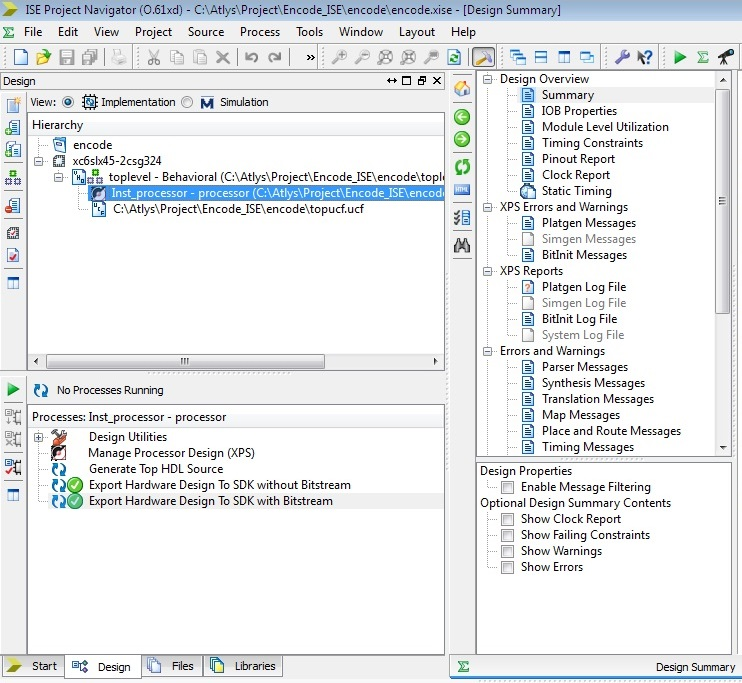 ISE Project Navigator (O.61xd) - C:\Atlys\Project\Encode_ISE\encode\encode.xise - [Design Summary]
File Edit View Project Source Process Tools Window Layout Help
»
Design
View: Implementation Simulation
Hierarchy
encode
xc6slx45-2csg324
toplevel - Behavioral (C:\Atlys\Project\Encode_ISE\encode\topl
Inst_processor - processor (C:\Atlys\Project\Encode_ISE\encode
C:\Atlys\Project\Encode_ISE\encode\topucf.ucf
No Processes Running
Processes: Inst_processor - processor
Design Utilities
Manage Processor Design (XPS)
Generate Top HDL Source
Export Hardware Design To SDK without Bitstream
Export Hardware Design To SDK with Bitstream
Start Design Files Libraries
Design Overview
Summary
IOB Properties
Module Level Utilization
Timing Constraints
Pinout Report
Clock Report
Static Timing
XPS Errors and Warnings
Platgen Messages
Simgen Messages
BitInit Messages
XPS Reports
Platgen Log File
Simgen Log File
BitInit Log File
System Log File
Errors and Warnings
Parser Messages
Synthesis Messages
Translation Messages
Map Messages
Place and Route Messages
Timing Messages
Design Properties
Enable Message Filtering
Optional Design Summary Contents
Show Clock Report
Show Failing Constraints
Show Warnings
Show Errors
Σ Design Summary